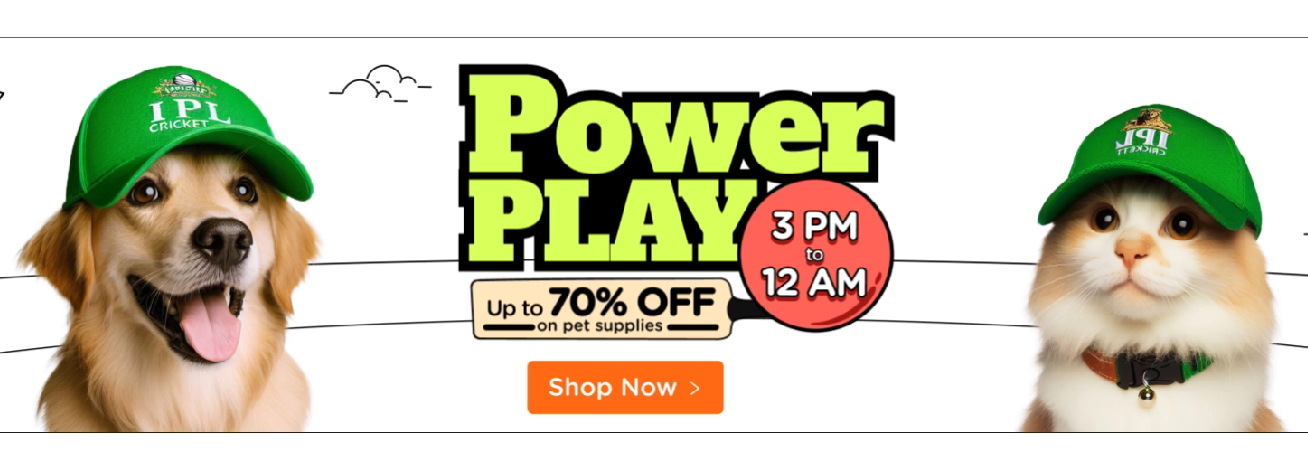 IPL
CRICKET
Power
PLAY
3 PM
to
12 AM
Up to 70% OFF
on pet supplies
Shop Now >
IPL
CRICKETT